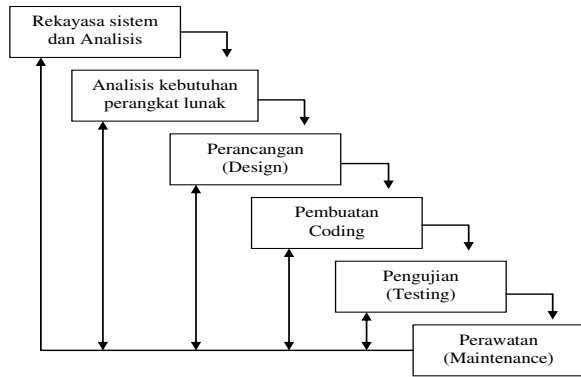 Rekayasa sistem
dan Analisis
Analisis kebutuhan
perangkat lunak
Perancangan
(Design)
Pembuatan
Coding
Pengujian
(Testing)
Perawatan
(Maintenance)